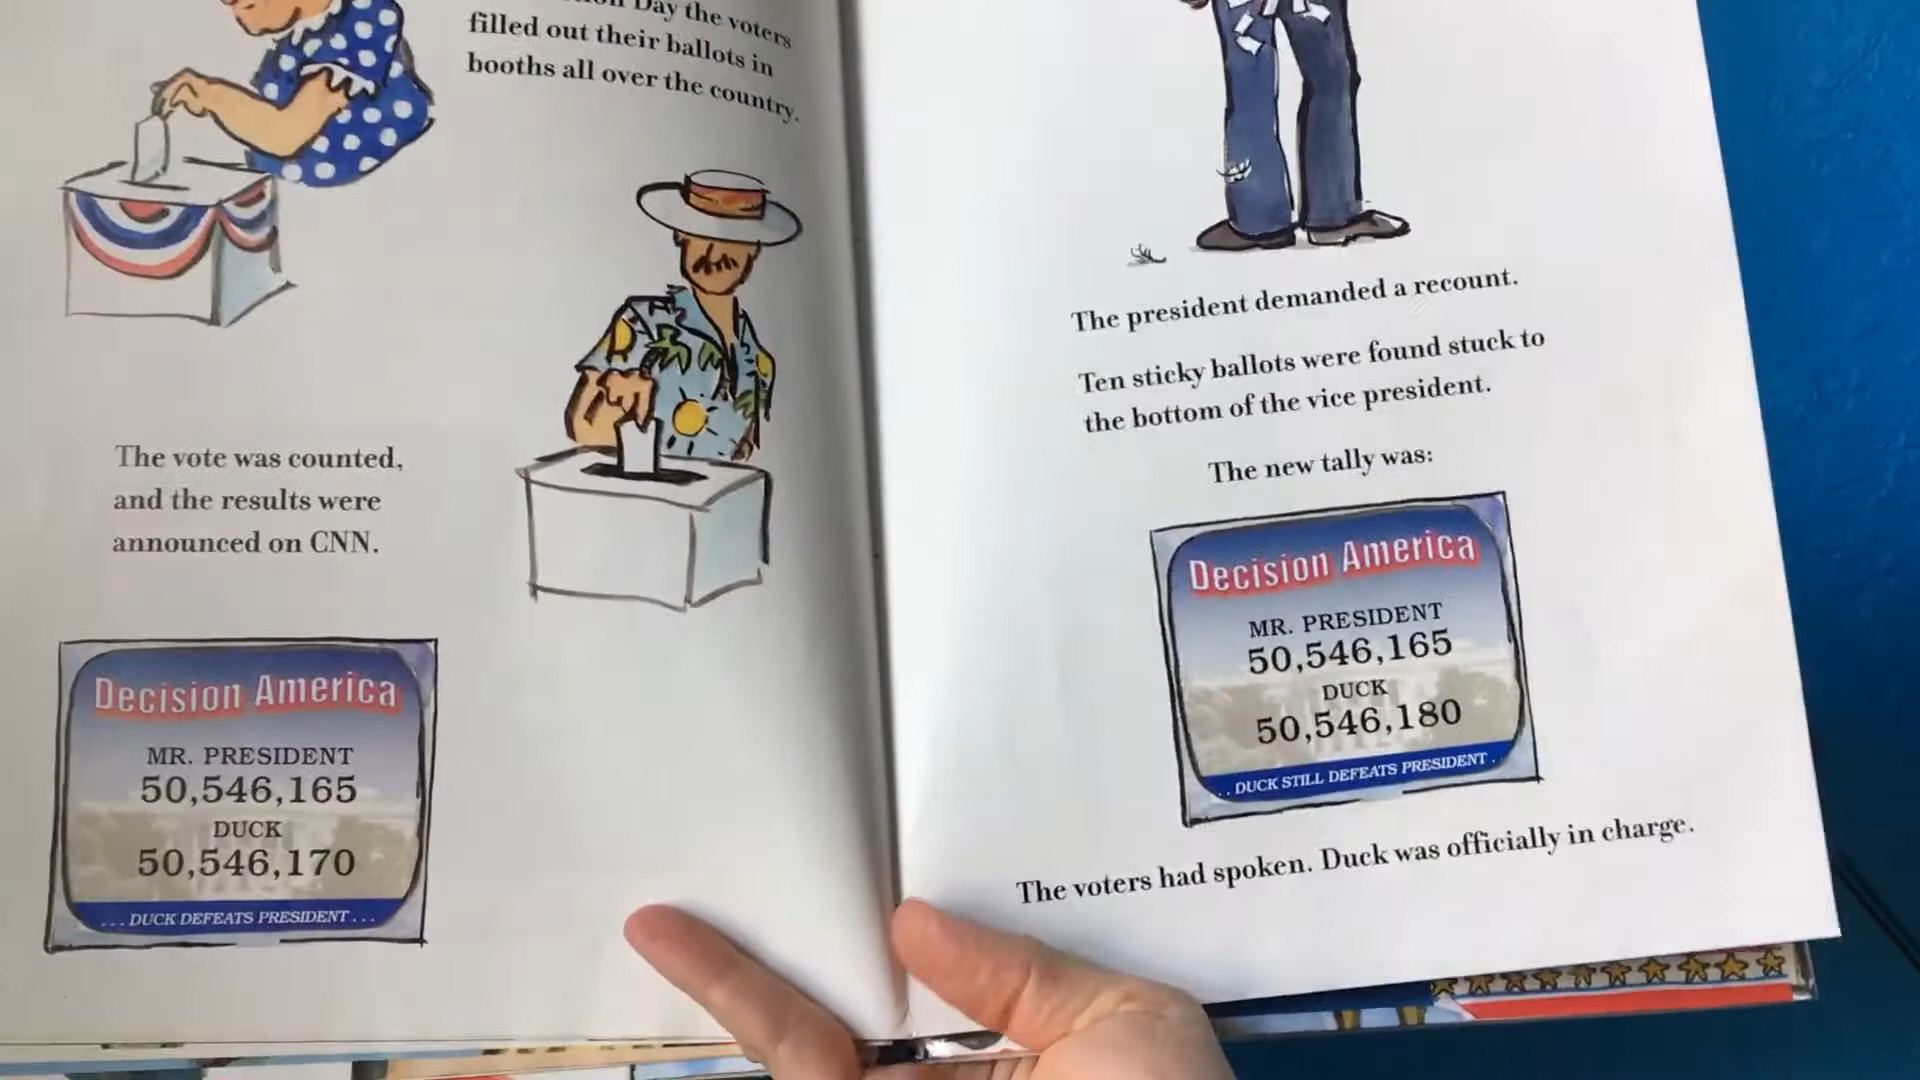 Day the voters
filled out their ballots in
booths all over the country.
The vote was counted,
and the results were
announced on CNN.
Decision America
MR. PRESIDENT
50,546,165
DUCK
50,546,170
...DUCK DEFEATS PRESIDENT...
The president demanded a recount.
Ten sticky ballots were found stuck to
the bottom of the vice president.
The new tally was:
Decision America
MR. PRESIDENT
50,546,165
DUCK
50,546,180
..DUCK STILL DEFEATS PRESIDENT.
The voters had spoken. Duck was officially in charge.